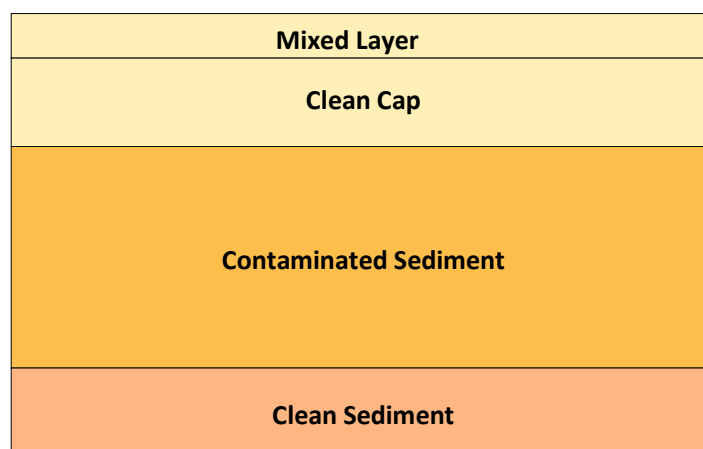 Mixed Layer
Clean Cap
Contaminated Sediment
Clean Sediment